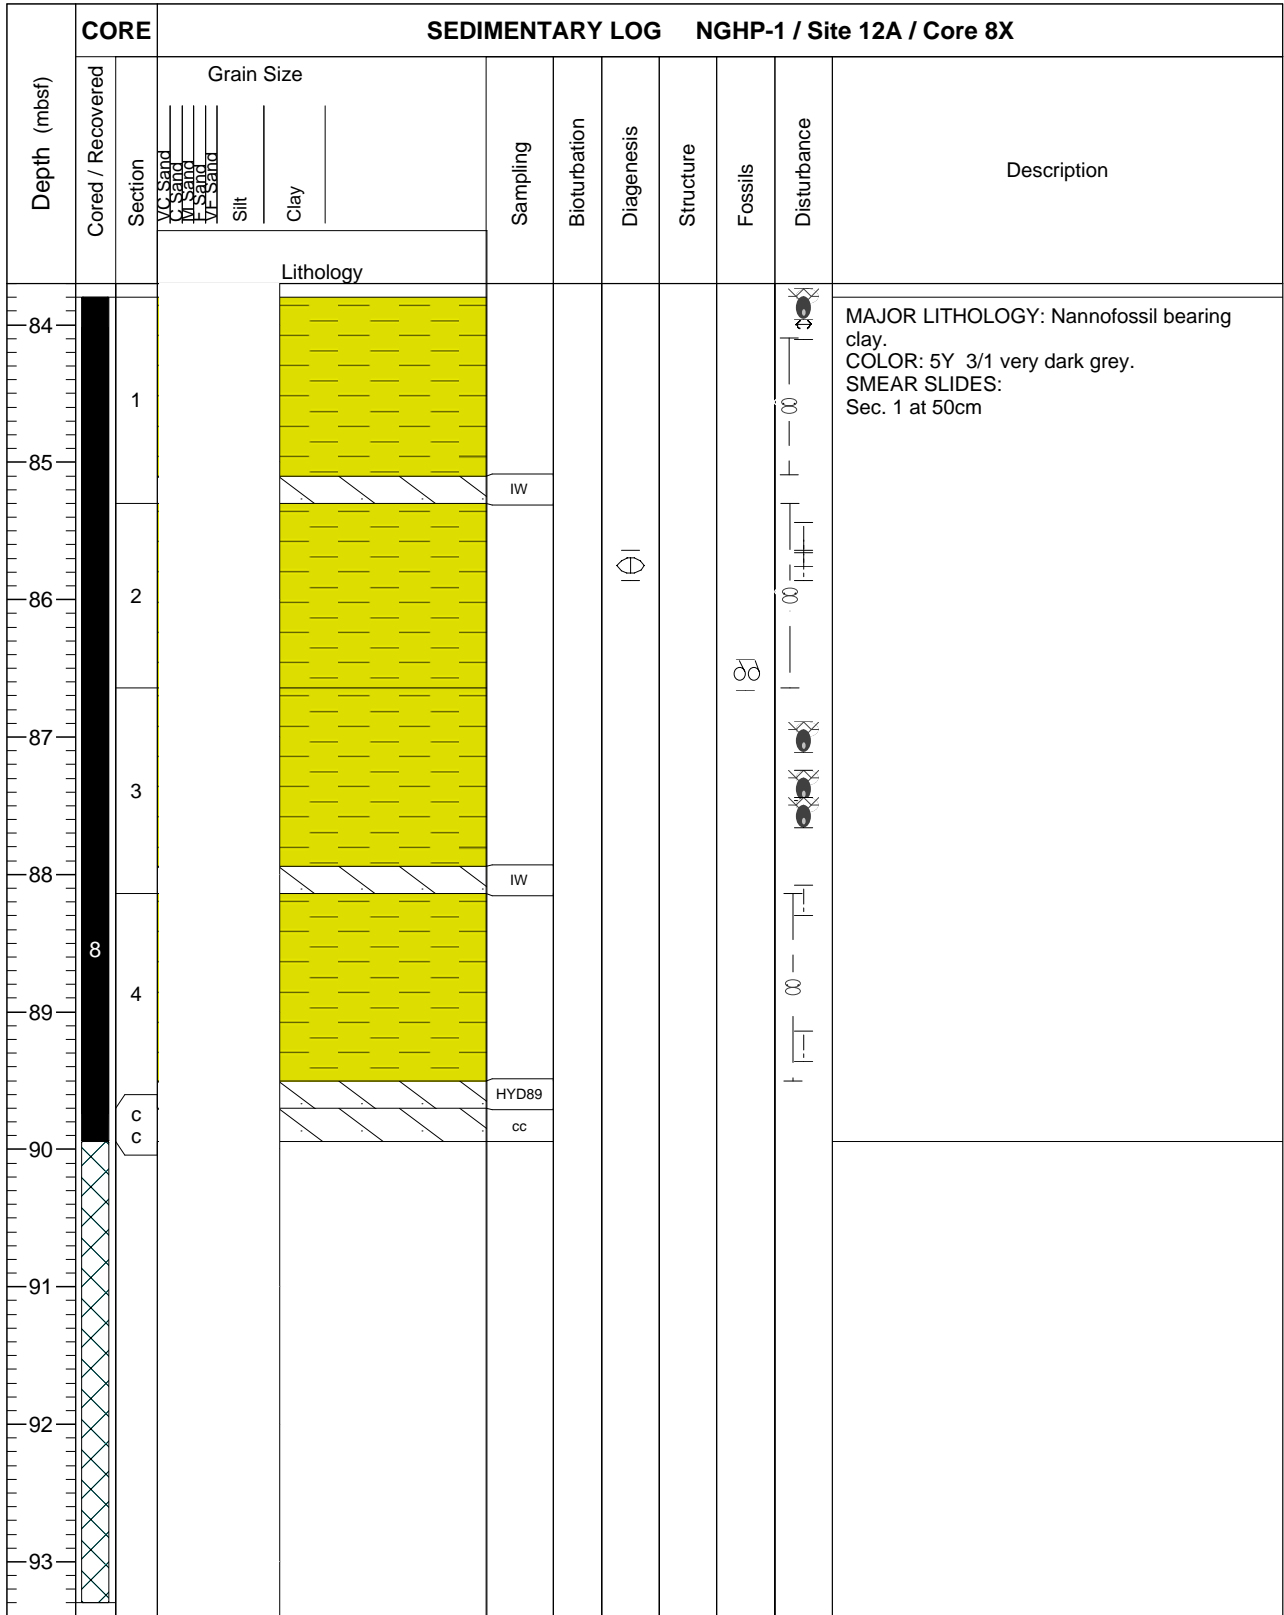 CORE
SEDIMENTARY LOG NGHP-1 / Site 12A / Core 8X
Depth (mbsf)
Cored / Recovered
Section
Grain Size
VC Sand
C Sand
M Sand
F Sand
VF Sand
Silt
Clay
Lithology
Sampling
Bioturbation
Diagenesis
Structure
Fossils
Disturbance
Description
84
85
86
87
88
89
90
91
92
93
8
1
2
3
4
c
c
IW
IW
HYD89
cc
MAJOR LITHOLOGY: Nannofossil bearing
clay.
COLOR: 5Y 3/1 very dark grey.
SMEAR SLIDES:
Sec. 1 at 50cm